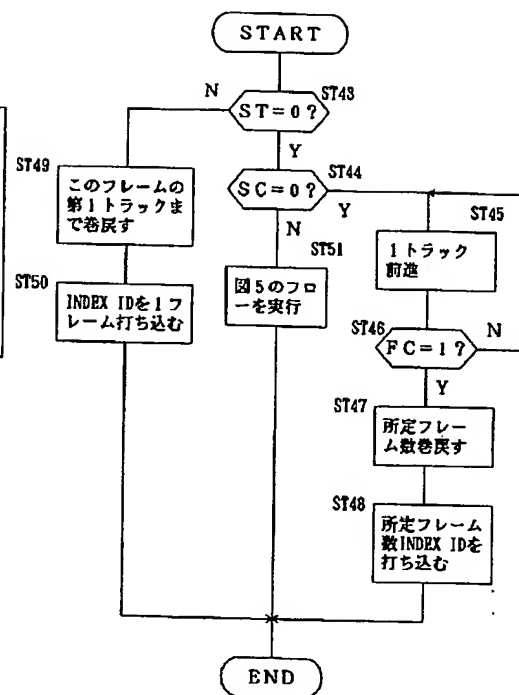 START
N
ST43
ST=0?
Y
ST49
ST44
このフレームの
第1トラックま
で巻戻す
SC=0?
Y
ST45
N
ST51
1トラック
前進
ST50
INDEX IDを1フ
レーム打ち込む
図5のフロ
ーを実行
ST46
N
FC=1?
Y
ST47
所定フレー
ム数巻戻す
ST48
所定フレーム
数INDEX IDを
打ち込む
END